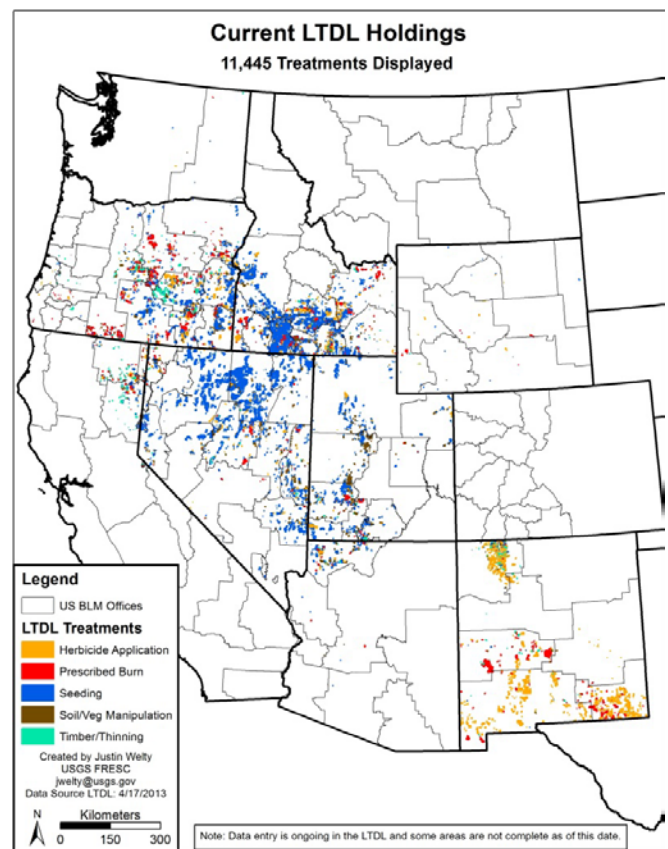 Current LTDL Holdings
11,445 Treatments Displayed
Legend
US BLM Offices
LTDL Treatments
Herbicide Application
Prescribed Burn
Seeding
Soil/Veg Manipulation
Timber/Thinning
Created by Justin Welty
USGS FRESC
jwelty@usgs.gov
Data Source LTDL: 4/17/2013
N
Kilometers
0 150 300
Note: Data entry is ongoing in the LTDL and some areas are not complete as of this date.